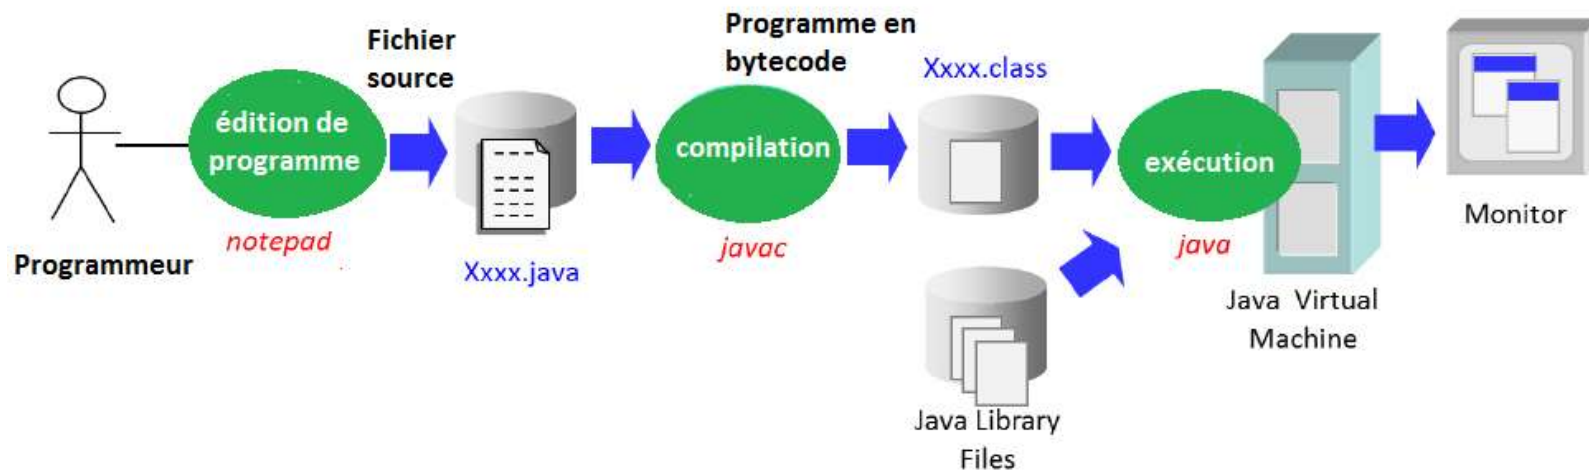 Programmeur
édition de
programme
notepad
Fichier
source
Xxxx.java
compilation
javac
Programme en
bytecode
Xxxx.class
Java Library
Files
exécution
java
Java Virtual
Machine
Monitor